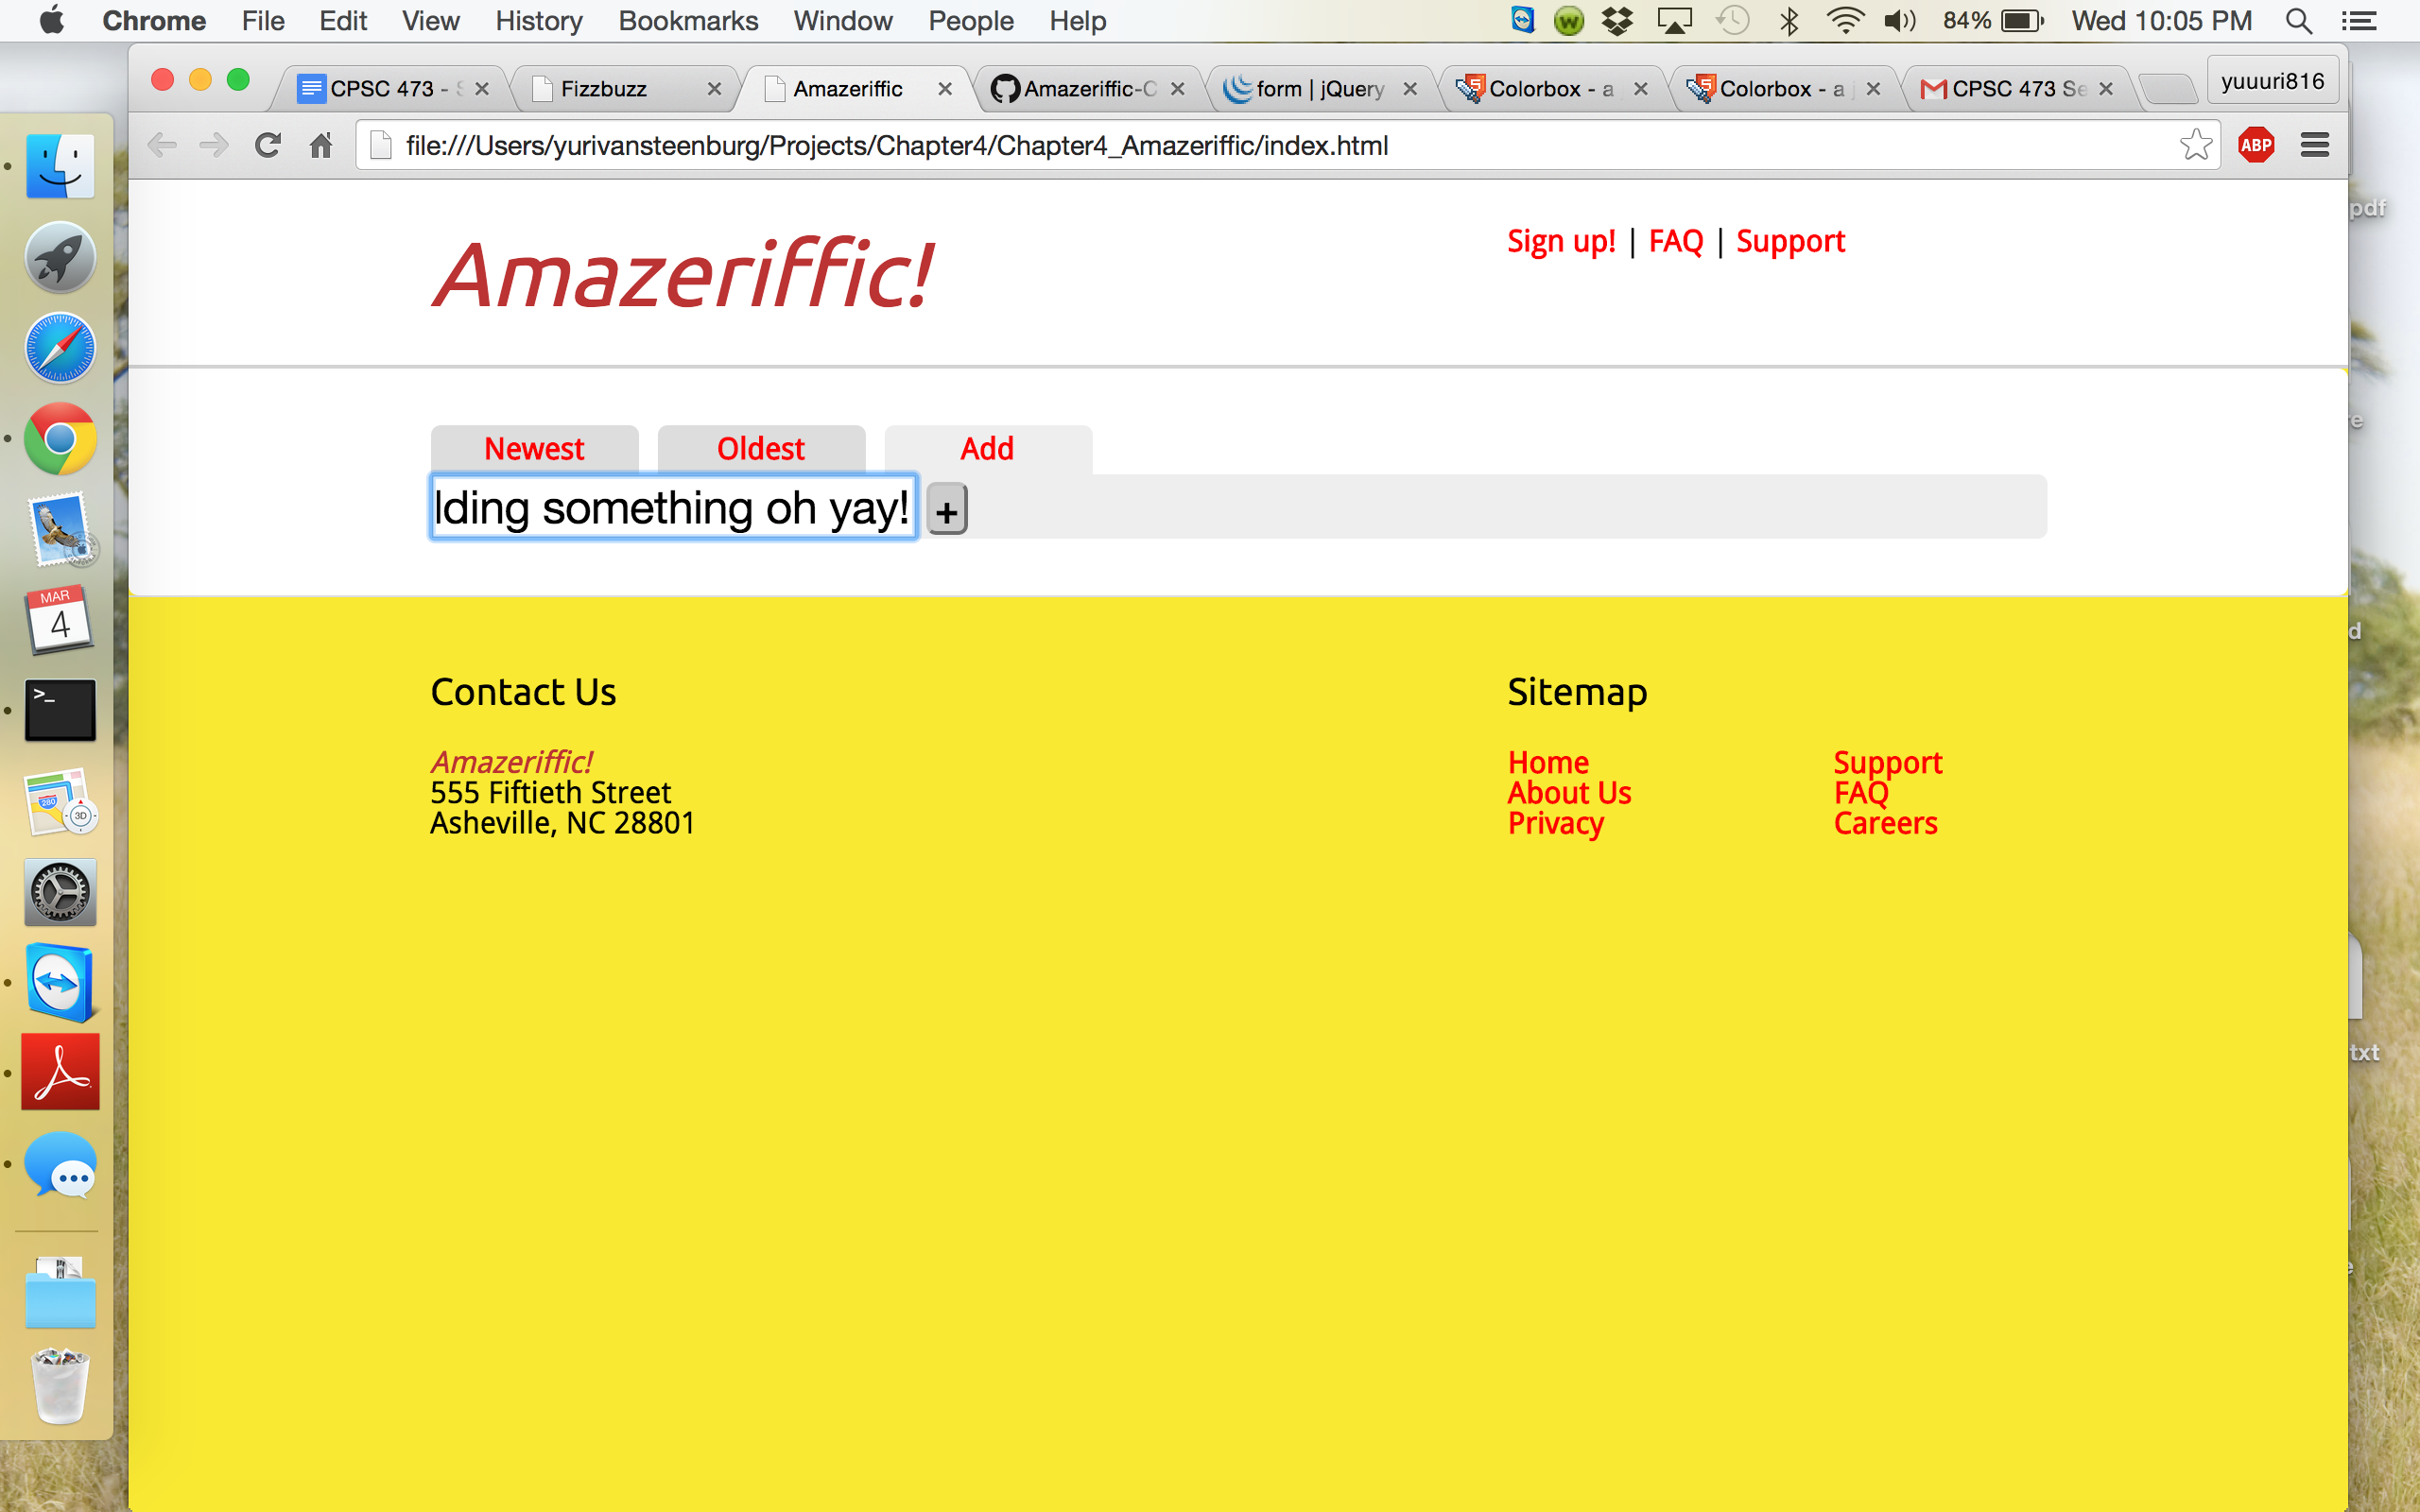 Chrome File Edit View History Bookmarks Window People Help 84% Wed 10:05 PM
CPSC 473 - Fizzbuzz Amazeriffic Amazeriffic-C form | jQuery Colorbox - a Colorbox - a CPSC 473 Se yuuuri816
file:///Users/yurivansteenburg/Projects/Chapter4/Chapter4_Amazeriffic/index.html ABP
pdf
Amazeriffic!
Sign up! | FAQ | Support
Newest Oldest Add
ding something oh yay! +
Contact Us
Amazeriffic!
555 Fiftieth Street
Asheville, NC 28801
Sitemap
Home
About Us
Privacy
Support
FAQ
Careers
MAR
4
>_
280
3D
txt